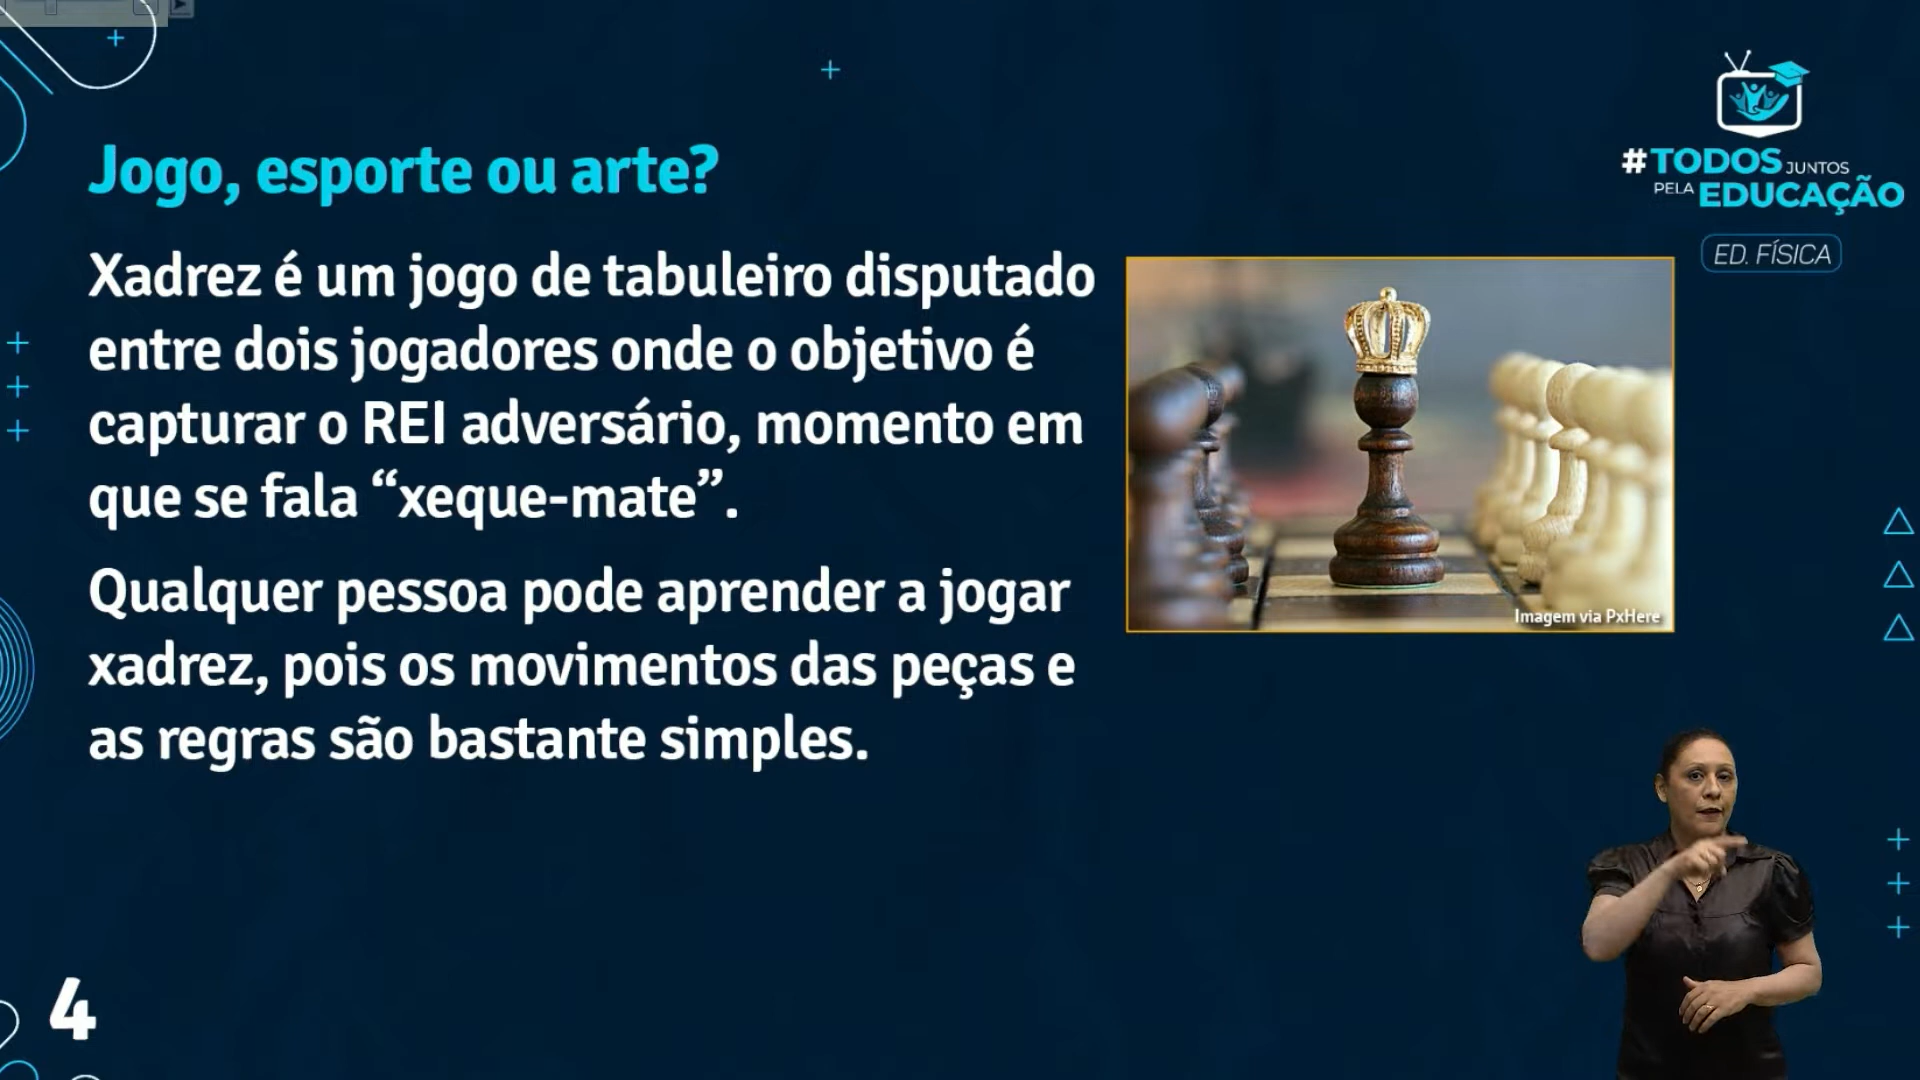 #TODOS JUNTOS
PELA EDUCAÇÃO
ED. FÍSICA
Jogo, esporte ou arte?
Xadrez é um jogo de tabuleiro disputado
entre dois jogadores onde o objetivo é
capturar o REI adversário, momento em
que se fala “xeque-mate”.
Qualquer pessoa pode aprender a jogar
xadrez, pois os movimentos das peças e
as regras são bastante simples.
Imagem via PxHere
4